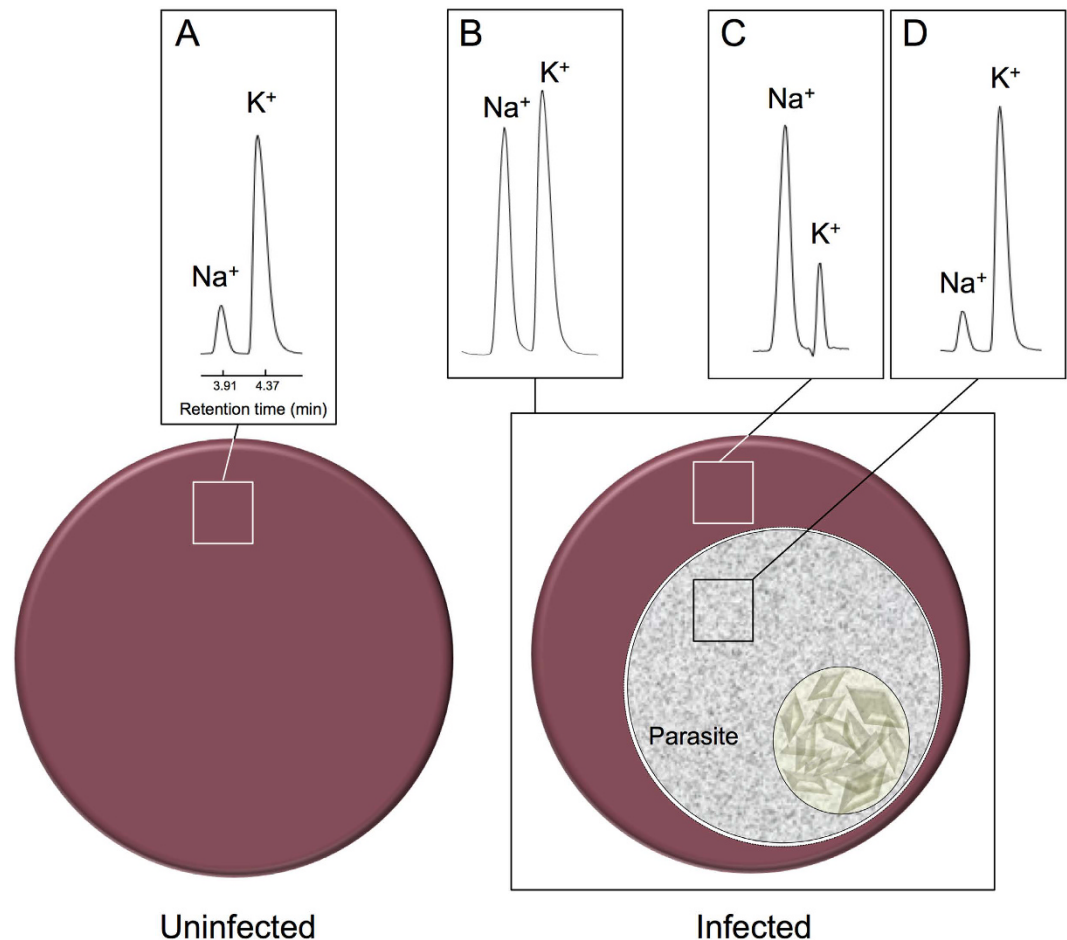 A
K⁺
Na⁺
3.91 4.37
Retention time (min)
B
K⁺
Na⁺
C
Na⁺
K⁺
D
K⁺
Na⁺
Parasite
Uninfected
Infected